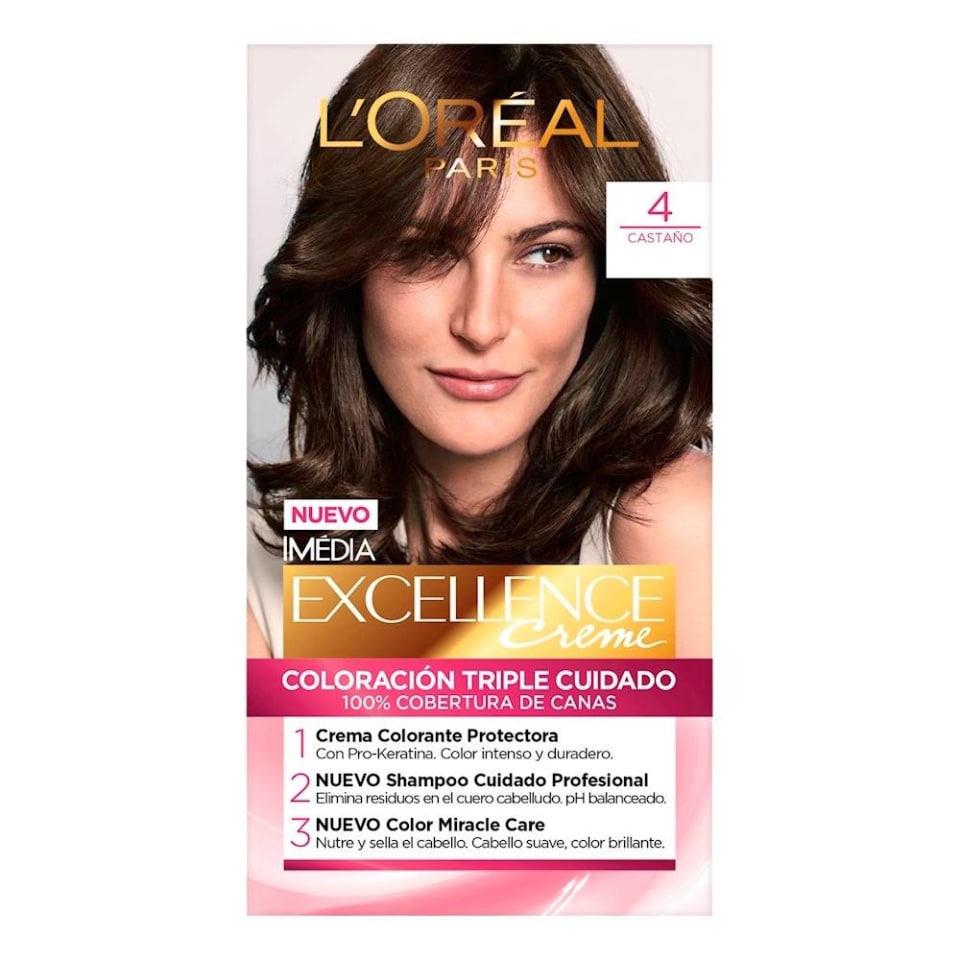 L'ORÉAL
PARIS
4
CASTAÑO
NUEVO
IMÉDIA
EXCELLENCE
Creme
COLORACIÓN TRIPLE CUIDADO
100% COBERTURA DE CANAS
1 Crema Colorante Protectora
Con Pro-Keratina. Color intenso y duradero.
2 NUEVO Shampoo Cuidado Profesional
Elimina residuos en el cuero cabelludo. pH balanceado.
3 NUEVO Color Miracle Care
Nutre y sella el cabello. Cabello suave, color brillante.